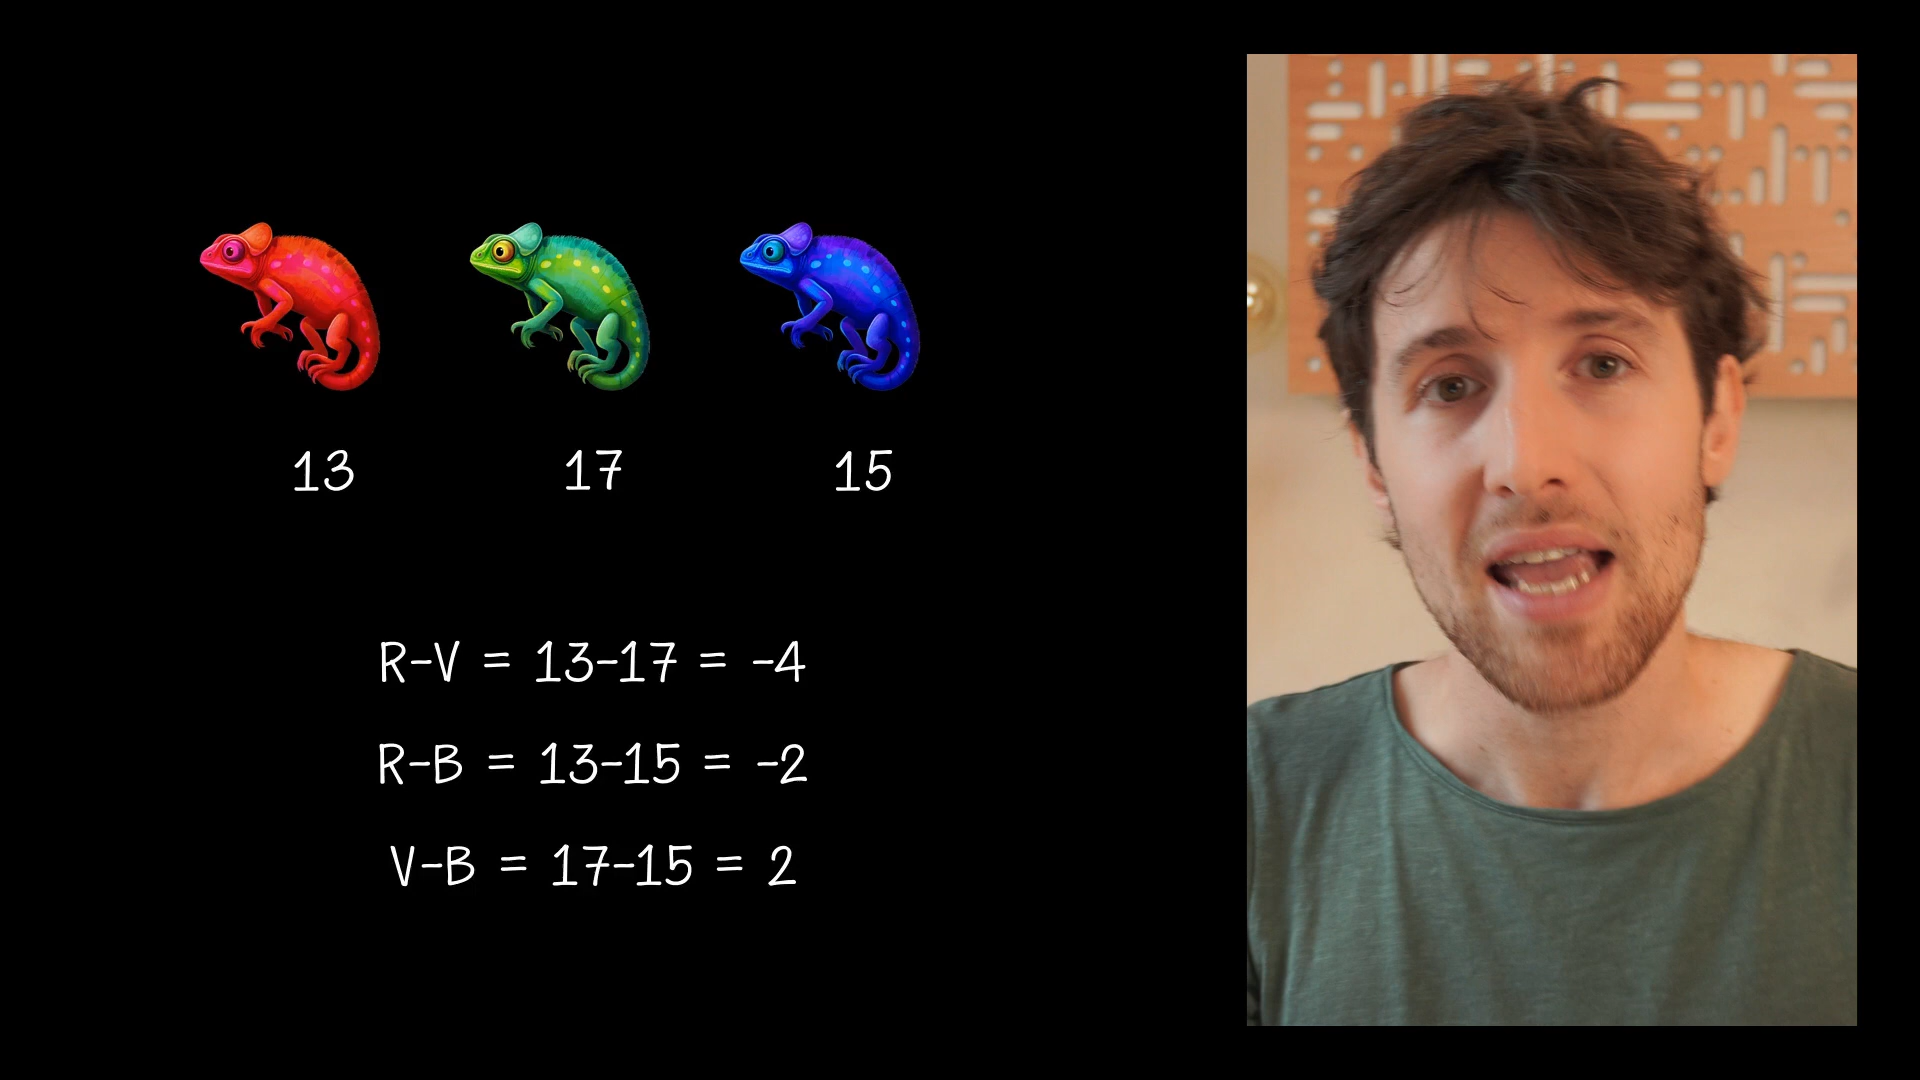 13 17 15
R-V = 13-17 = -4
R-B = 13-15 = -2
V-B = 17-15 = 2